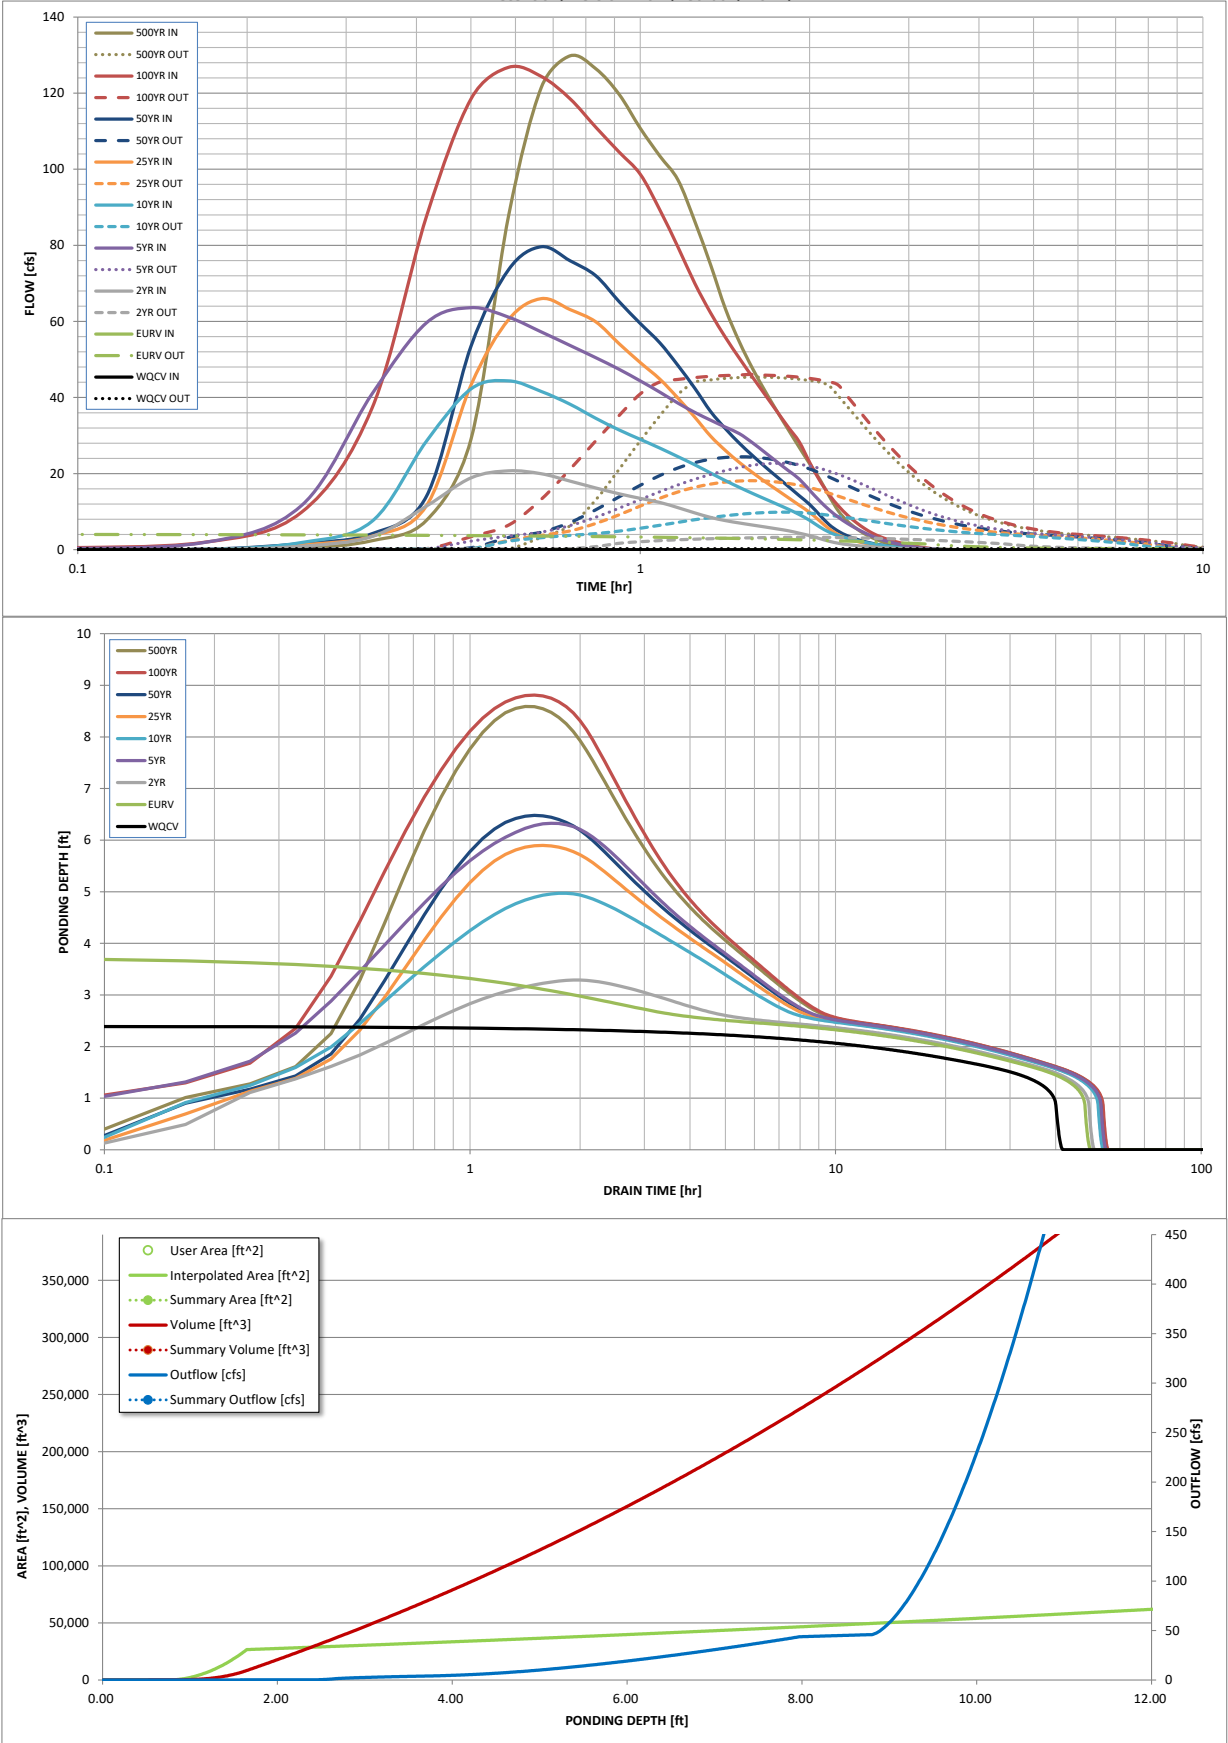 140
120
100
80
60
40
20
0
FLOW [cfs]
500YR IN
500YR OUT
100YR IN
100YR OUT
50YR IN
50YR OUT
25YR IN
25YR OUT
10YR IN
10YR OUT
5YR IN
5YR OUT
2YR IN
2YR OUT
EURV IN
EURV OUT
WQCV IN
WQCV OUT
0.1 1 10
TIME [hr]
10
9
8
7
6
5
4
3
2
1
0
PONDING DEPTH [ft]
500YR
100YR
50YR
25YR
10YR
5YR
2YR
EURV
WQCV
0.1 1 10 100
DRAIN TIME [hr]
User Area [ft^2]
Interpolated Area [ft^2]
Summary Area [ft^2]
Volume [ft^3]
Summary Volume [ft^3]
Outflow [cfs]
Summary Outflow [cfs]
350,000
300,000
250,000
200,000
150,000
100,000
50,000
0
AREA [ft^2], VOLUME [ft^3]
450
400
350
300
250
200
150
100
50
0
OUTFLOW [cfs]
0.00 2.00 4.00 6.00 8.00 10.00 12.00
PONDING DEPTH [ft]